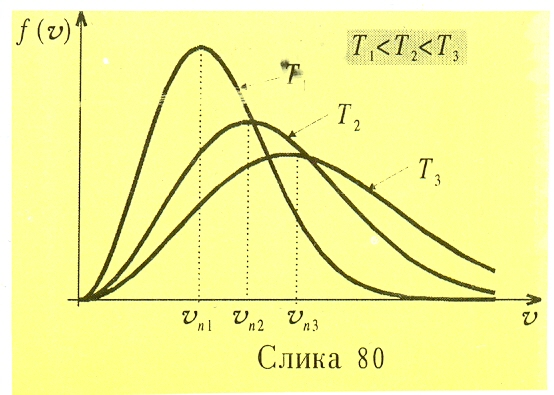 f (v)
T₁<T₂<T₃
T
T₂
T₃
vₙ₁ vₙ₂ vₙ₃ v
Слика 80